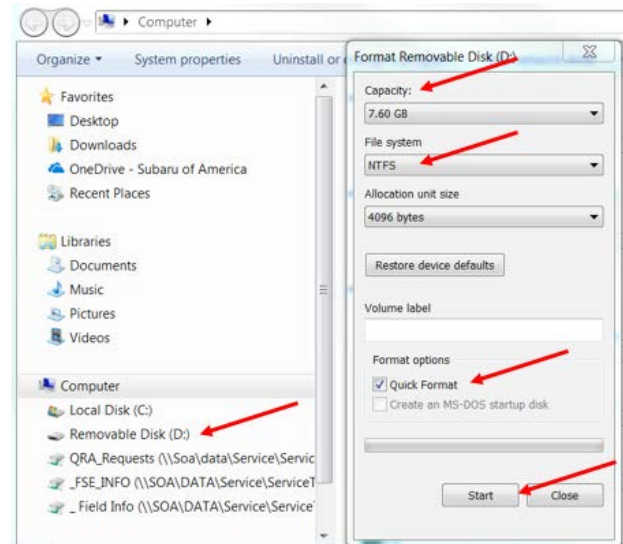 Computer
Organize
System properties
Uninstall or
Favorites
Desktop
Downloads
OneDrive - Subaru of America
Recent Places
Libraries
Documents
Music
Pictures
Videos
Computer
Local Disk (C:)
Removable Disk (D:)
QRA_Requests (\\Soa\data\Service\Servic
_FSE_INFO (\\SOA\DATA\Service\ServiceT
_ Field Info (\\SOA\DATA\Service\Service
Format Removable Disk (D:)
Capacity:
7.60 GB
File system
NTFS
Allocation unit size
4096 bytes
Restore device defaults
Volume label
Format options
Quick Format
Create an MS-DOS startup disk
Start
Close